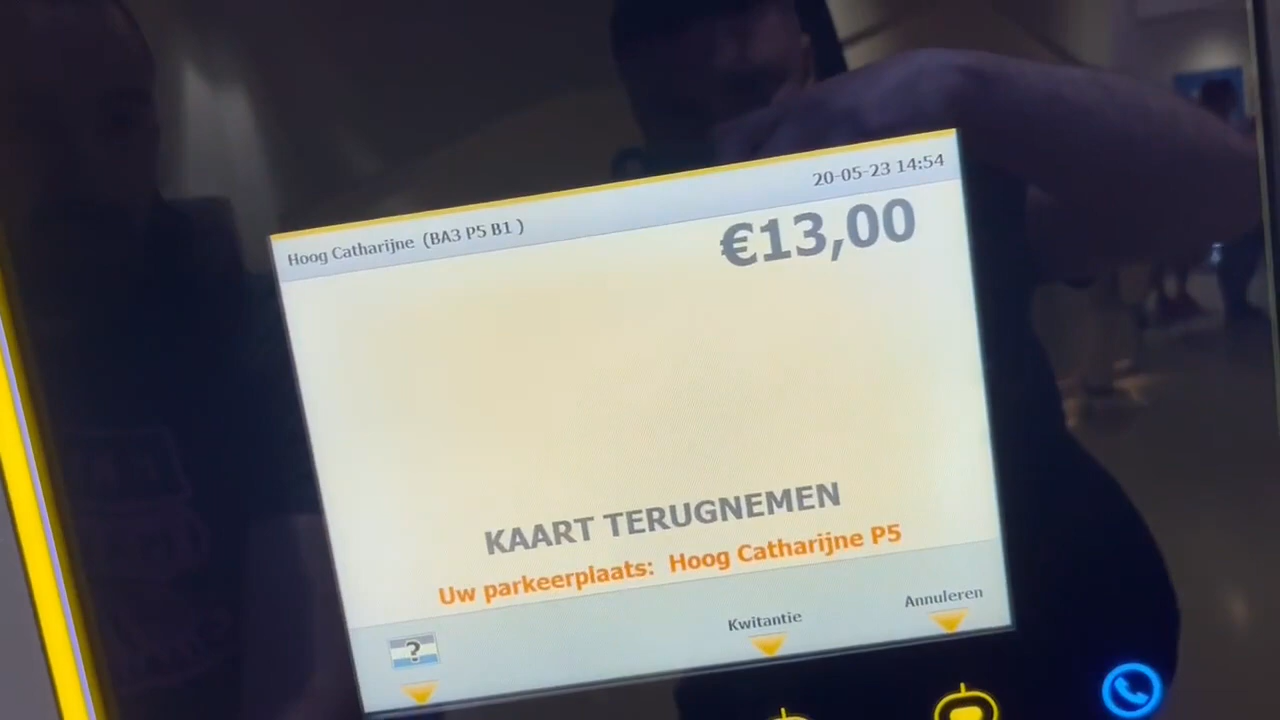 Hoog Catharijne (BA3 P5 B1 )
20-05-23 14:54
€13,00
KAART TERUGNEMEN
Uw parkeerplaats: Hoog Catharijne P5
?
Kwitantie
Annuleren